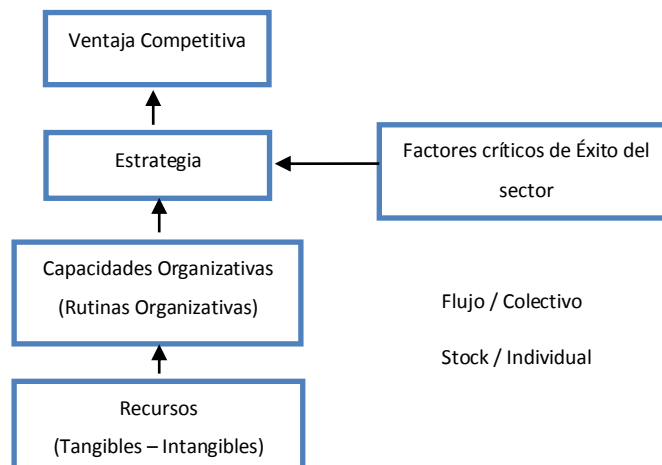 Ventaja Competitiva
Estrategia
Factores críticos de Éxito del
sector
Capacidades Organizativas
(Rutinas Organizativas)
Flujo / Colectivo
Stock / Individual
Recursos
(Tangibles – Intangibles)